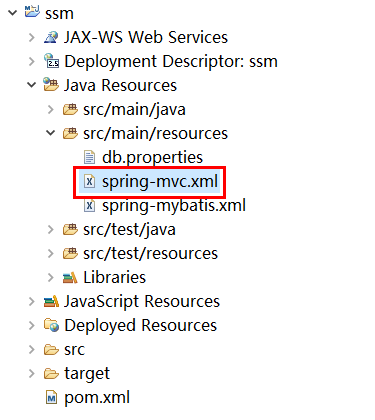 ssm
JAX-WS Web Services
Deployment Descriptor: ssm
Java Resources
src/main/java
src/main/resources
db.properties
spring-mvc.xml
spring-mybatis.xml
src/test/java
src/test/resources
Libraries
JavaScript Resources
Deployed Resources
src
target
pom.xml